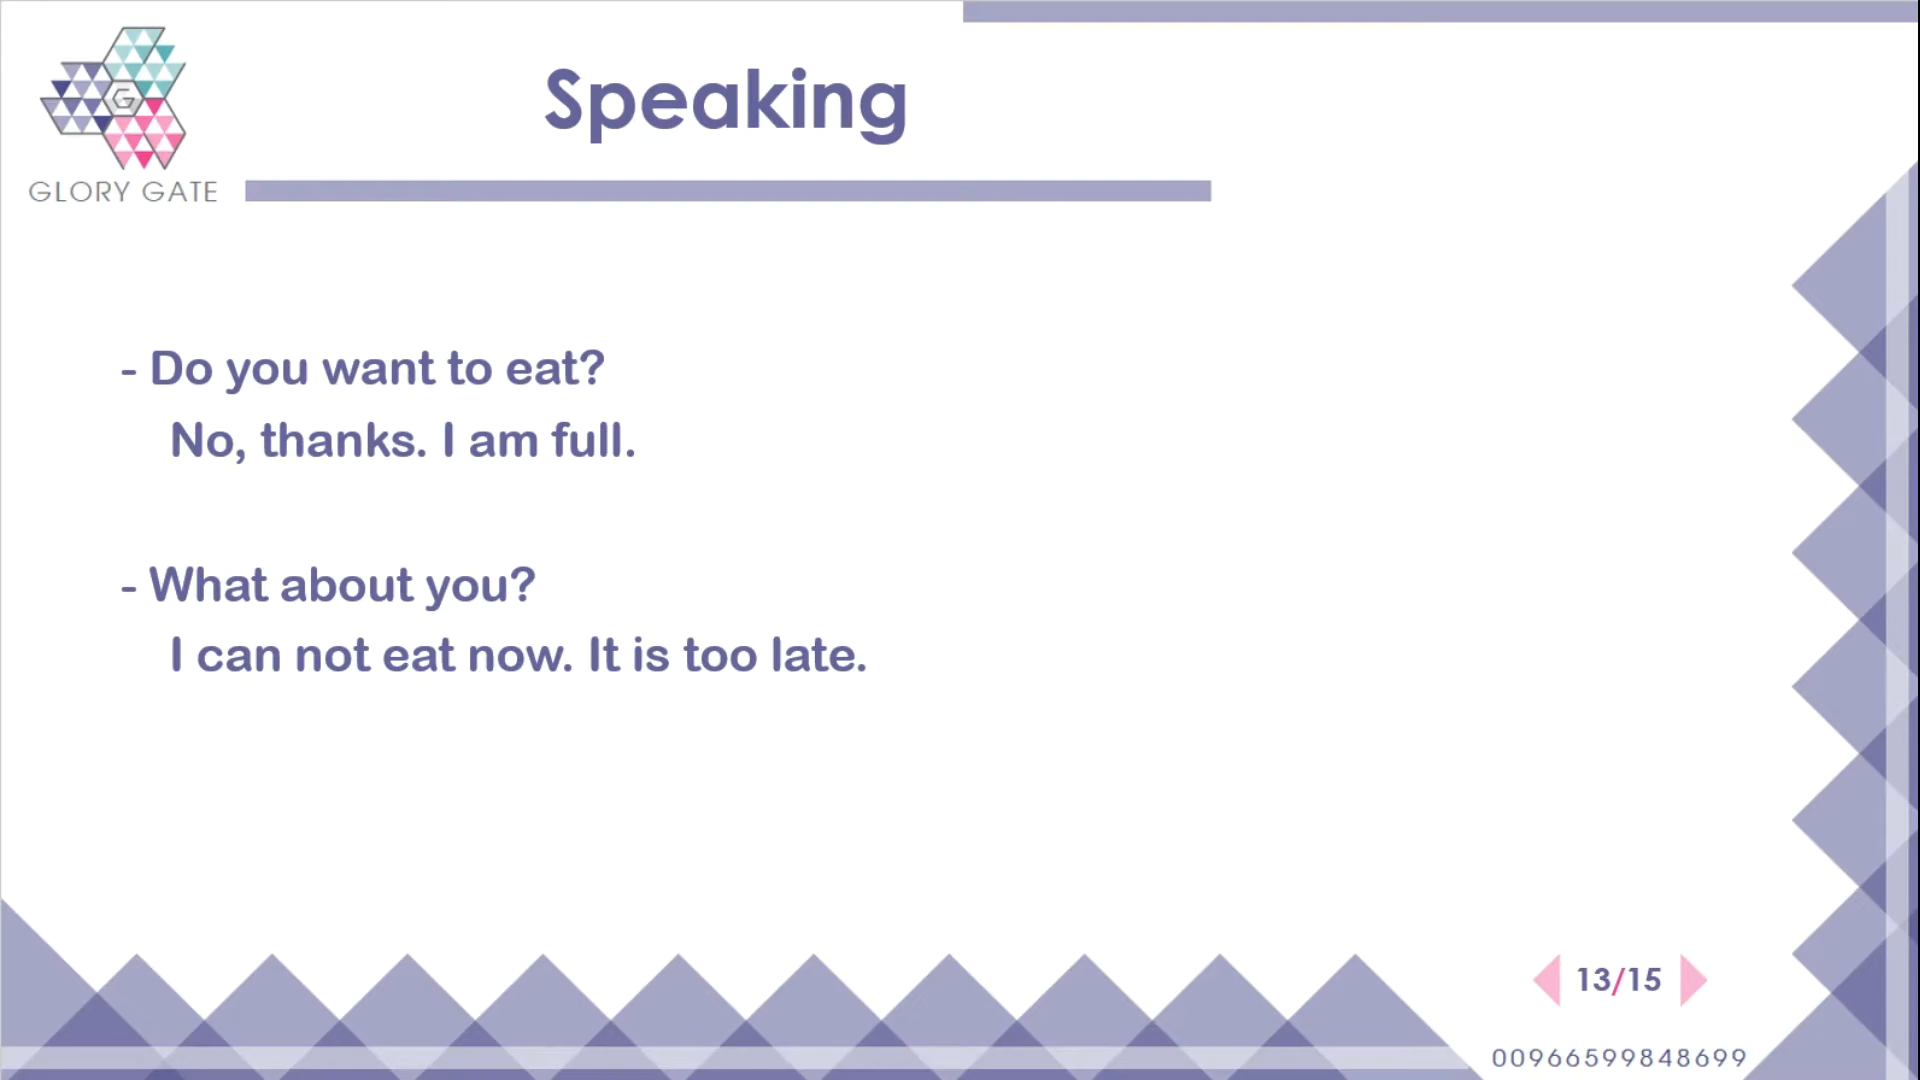 Speaking
G
GLORY GATE
- Do you want to eat?
No, thanks. I am full.
- What about you?
I can not eat now. It is too late.
13/15
00966599848699